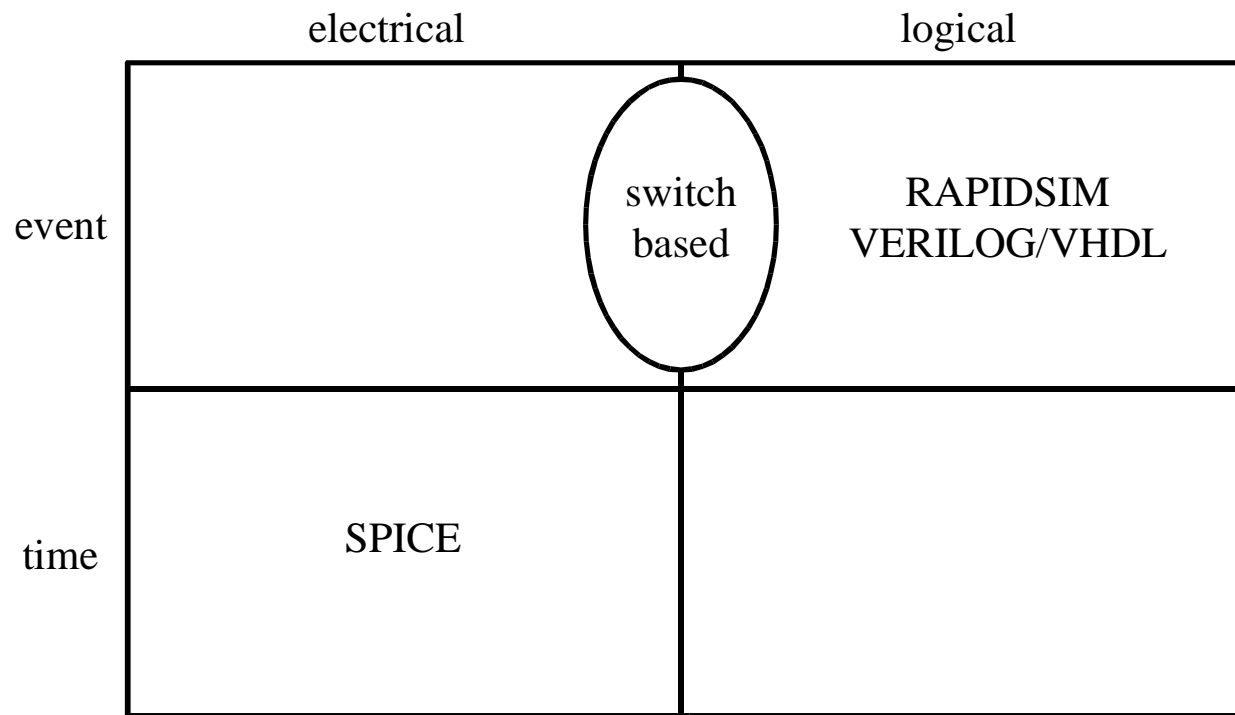 electrical
logical
event
switch
based
RAPIDSIM
VERILOG/VHDL
time
SPICE